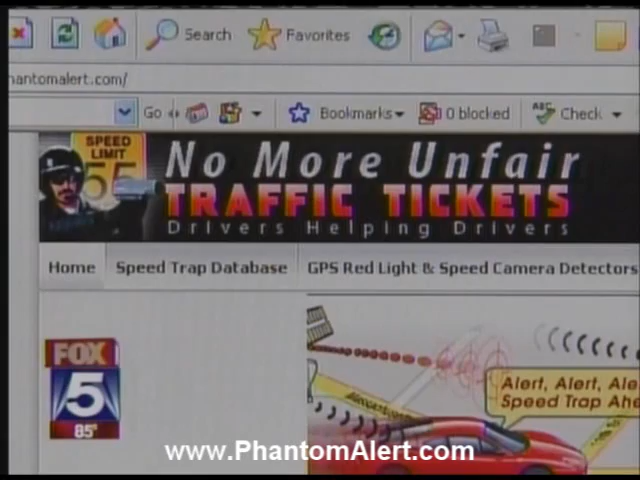 Search Favorites
hantomalert.com/
Go Bookmarks 0 blocked ABC Check
SPEED
LIMIT
55
No More Unfair
TRAFFIC TICKETS
Drivers Helping Drivers
Home Speed Trap Database GPS Red Light & Speed Camera Detectors
Alert, Alert, Ale
Speed Trap Ahe
FOX
5
85°
www.PhantomAlert.com